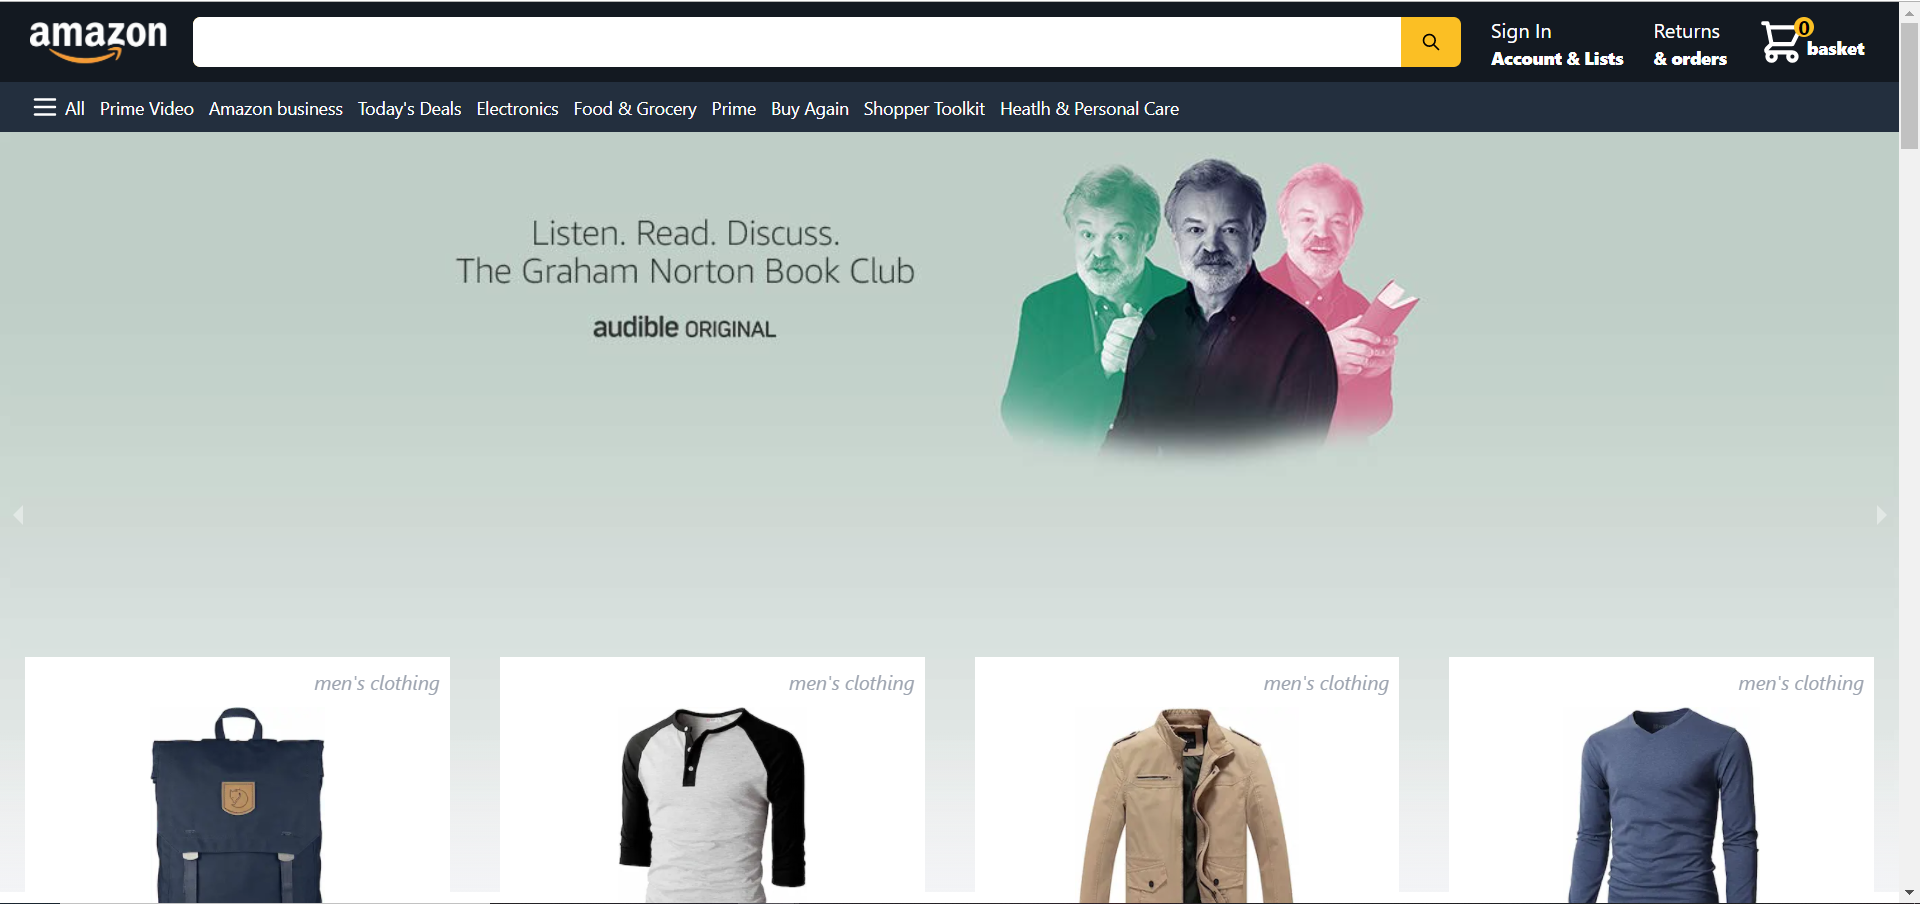 amazon
Sign In
Account & Lists
Returns
& orders
0
basket
All Prime Video Amazon business Today's Deals Electronics Food & Grocery Prime Buy Again Shopper Toolkit Heatlh & Personal Care
Listen. Read. Discuss.
The Graham Norton Book Club
audible ORIGINAL
men's clothing
men's clothing
men's clothing
men's clothing